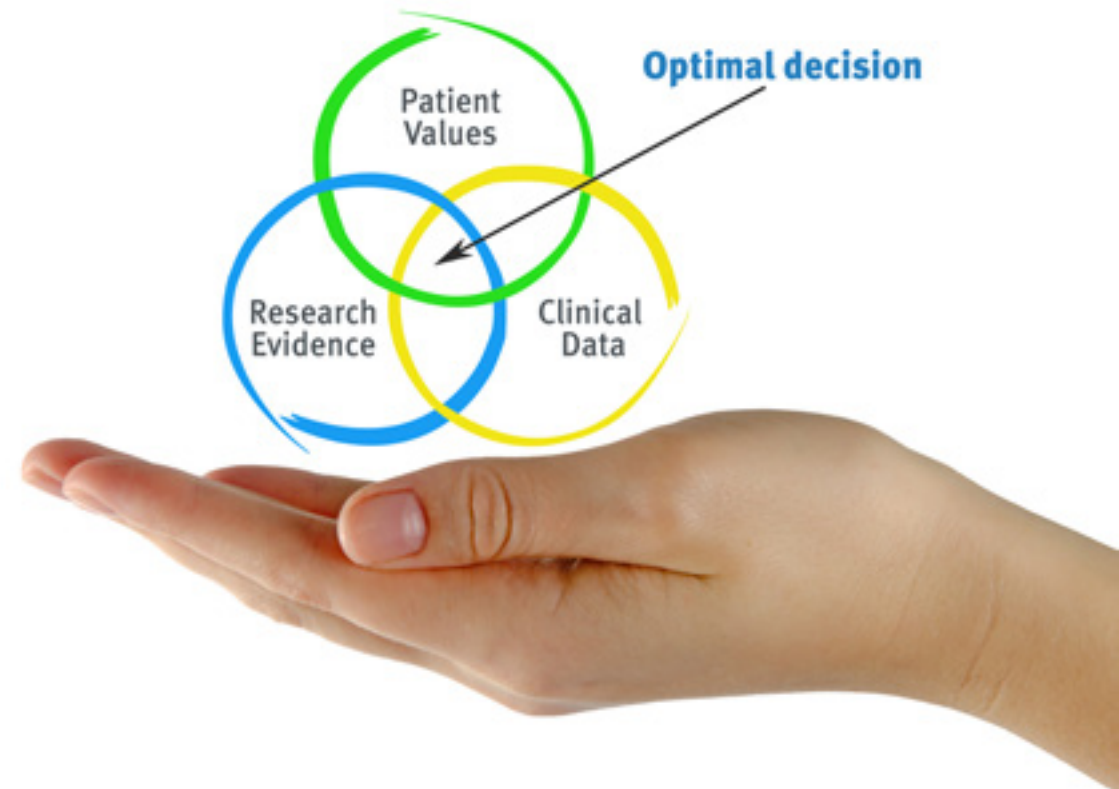 Optimal decision
Patient
Values
Research
Evidence
Clinical
Data